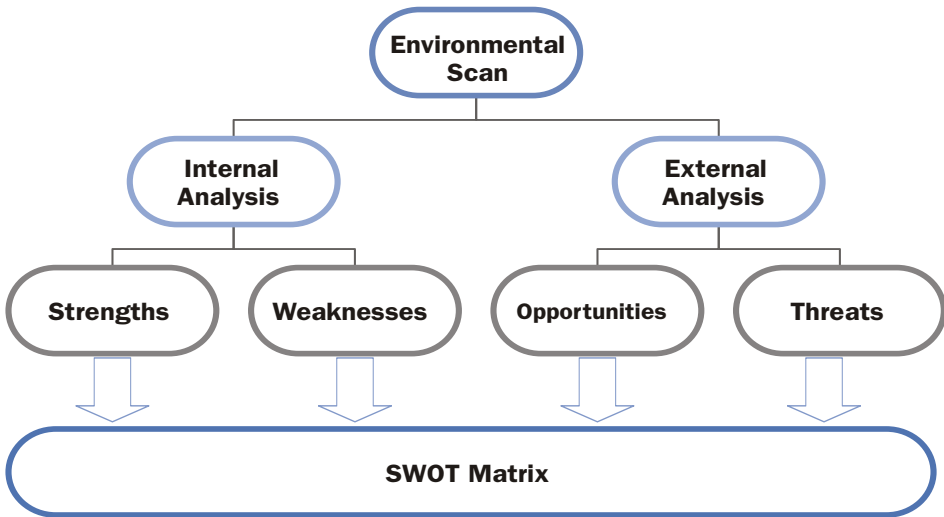 Environmental
Scan
Internal
Analysis
External
Analysis
Strengths
Weaknesses
Opportunities
Threats
SWOT Matrix